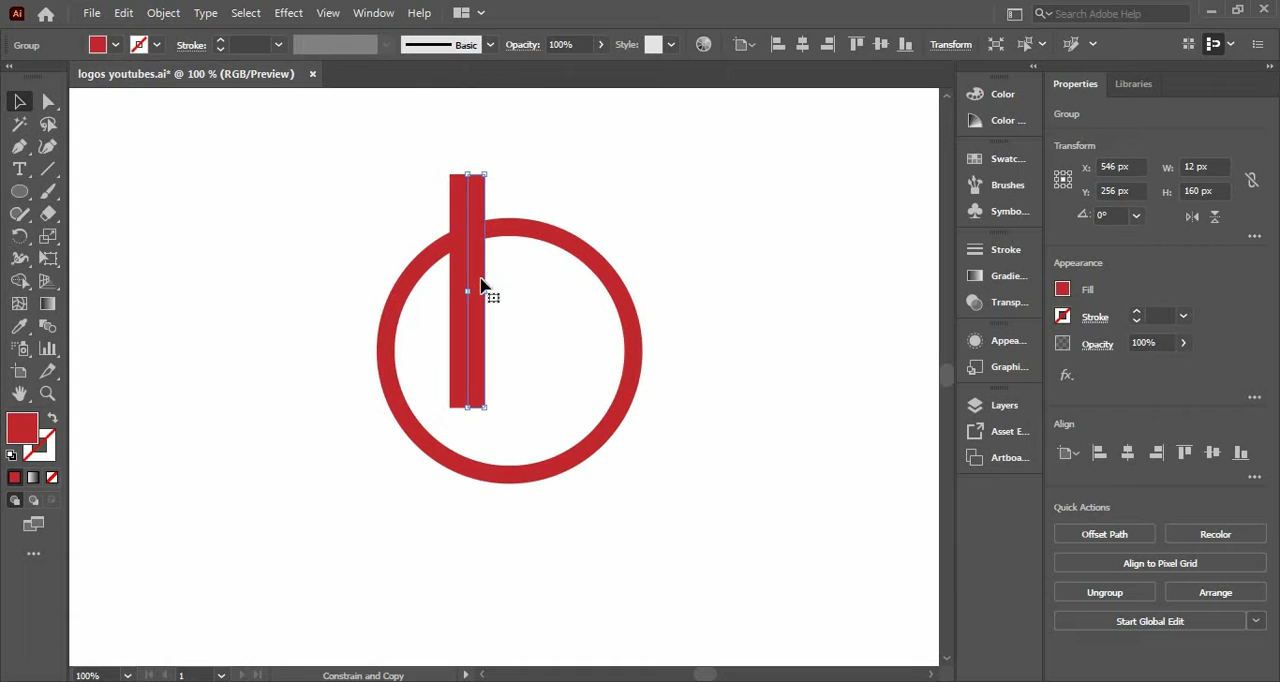 Ai File Edit Object Type Select Effect View Window Help Search Adobe Help
Group Stroke: Basic Opacity: 100% Style: Transform
logos youtubes.ai* @ 100 % (RGB/Preview) ×
Properties Libraries
Color
Color ...
Swatc...
Brushes
Symbo...
Stroke
Gradie...
Transp...
Appea...
Graphi...
Layers
Asset E...
Artboa...
Group
Transform
X: 546 px W: 12 px
Y: 256 px H: 160 px
0°
Appearance
Fill
Stroke
Opacity 100%
fx.
Align
Quick Actions
Offset Path Recolor
Align to Pixel Grid
Ungroup Arrange
Start Global Edit
100% 1 Constrain and Copy